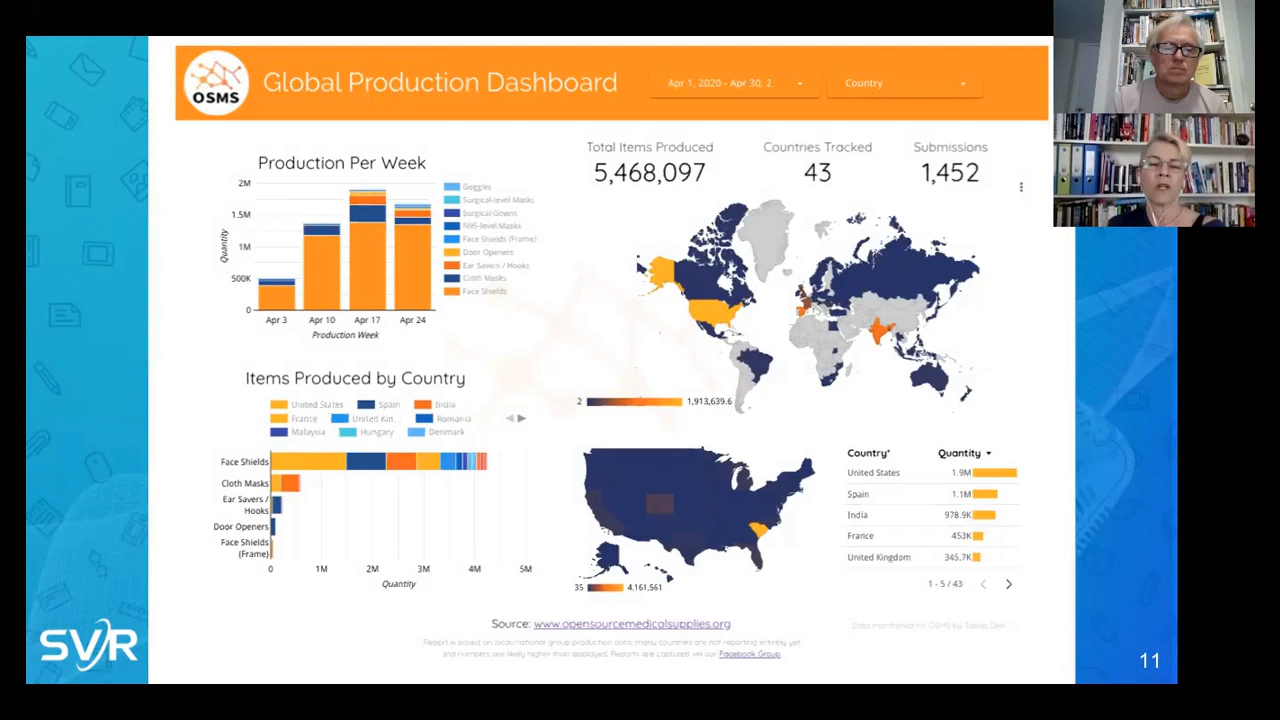 OSMS
Global Production Dashboard
Apr 1, 2020 - Apr 30, 2
Country
Production Per Week
2M
1.5M
1M
500K
0
Quantity
Apr 3
Apr 10
Apr 17
Apr 24
Production Week
Goggles
Surgical-level Masks
Surgical Gowns
N95-level Masks
Face Shields (Frame)
Door Openers
Ear Savers / Hooks
Cloth Masks
Face Shields
Total Items Produced
5,468,097
Countries Tracked
43
Submissions
1,452
2
1,913,639.6
Items Produced by Country
United States
Spain
India
France
United Kin...
Romania
Malaysia
Hungary
Denmark
Face Shields
Cloth Masks
Ear Savers /
Hooks
Door Openers
Face Shields
(Frame)
0
1M
2M
3M
4M
5M
Quantity
35
4,161,561
Country*
Quantity
United States
1.9M
Spain
1.1M
India
978.9K
France
453K
United Kingdom
345.7K
1 - 5 / 43
Source: www.opensourcemedicalsupplies.org
Report is based on local/national group production data; many countries are not reporting entirely yet
and numbers are likely higher than displayed. Reports are captured via our Facebook Group.
Data maintained for OSMS by Tobias
SVR
11